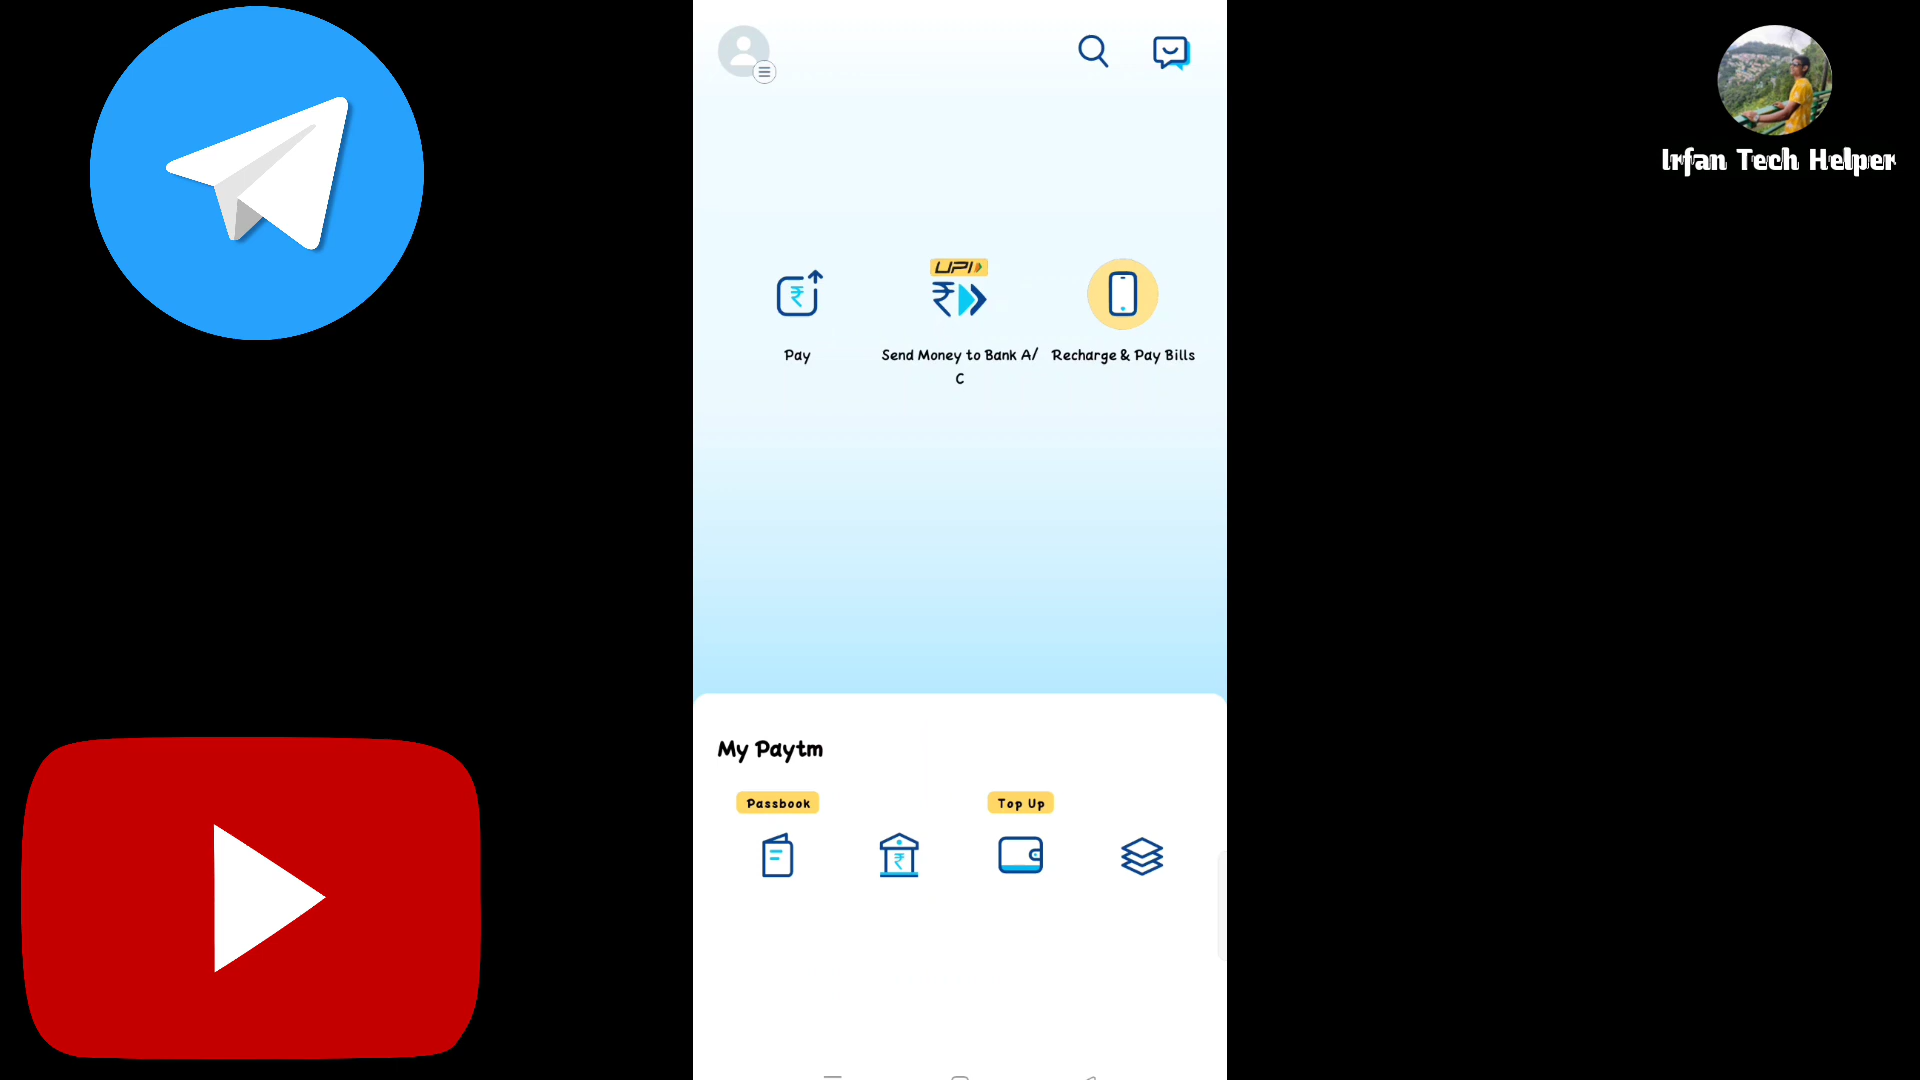 Irfan Tech Helper
UPI
Pay
Send Money to Bank A/
C
Recharge & Pay Bills
My Paytm
Passbook
Top Up